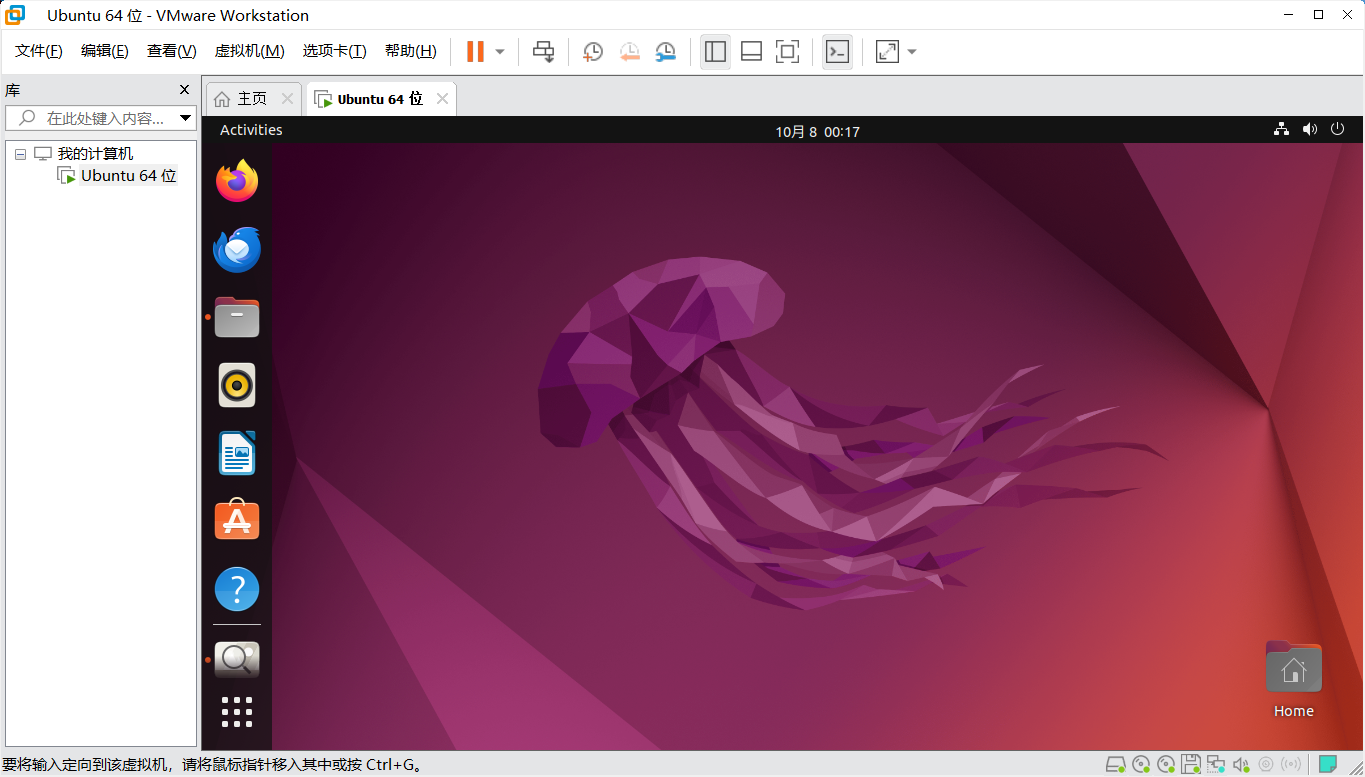 Ubuntu 64 位 - VMware Workstation
文件(F) 编辑(E) 查看(V) 虚拟机(M) 选项卡(T) 帮助(H)
库
主页
Ubuntu 64 位
在此处键入内容...
我的计算机
Ubuntu 64 位
Activities
10月 8 00:17
?
Home
要将输入定向到该虚拟机，请将鼠标指针移入其中或按 Ctrl+G。